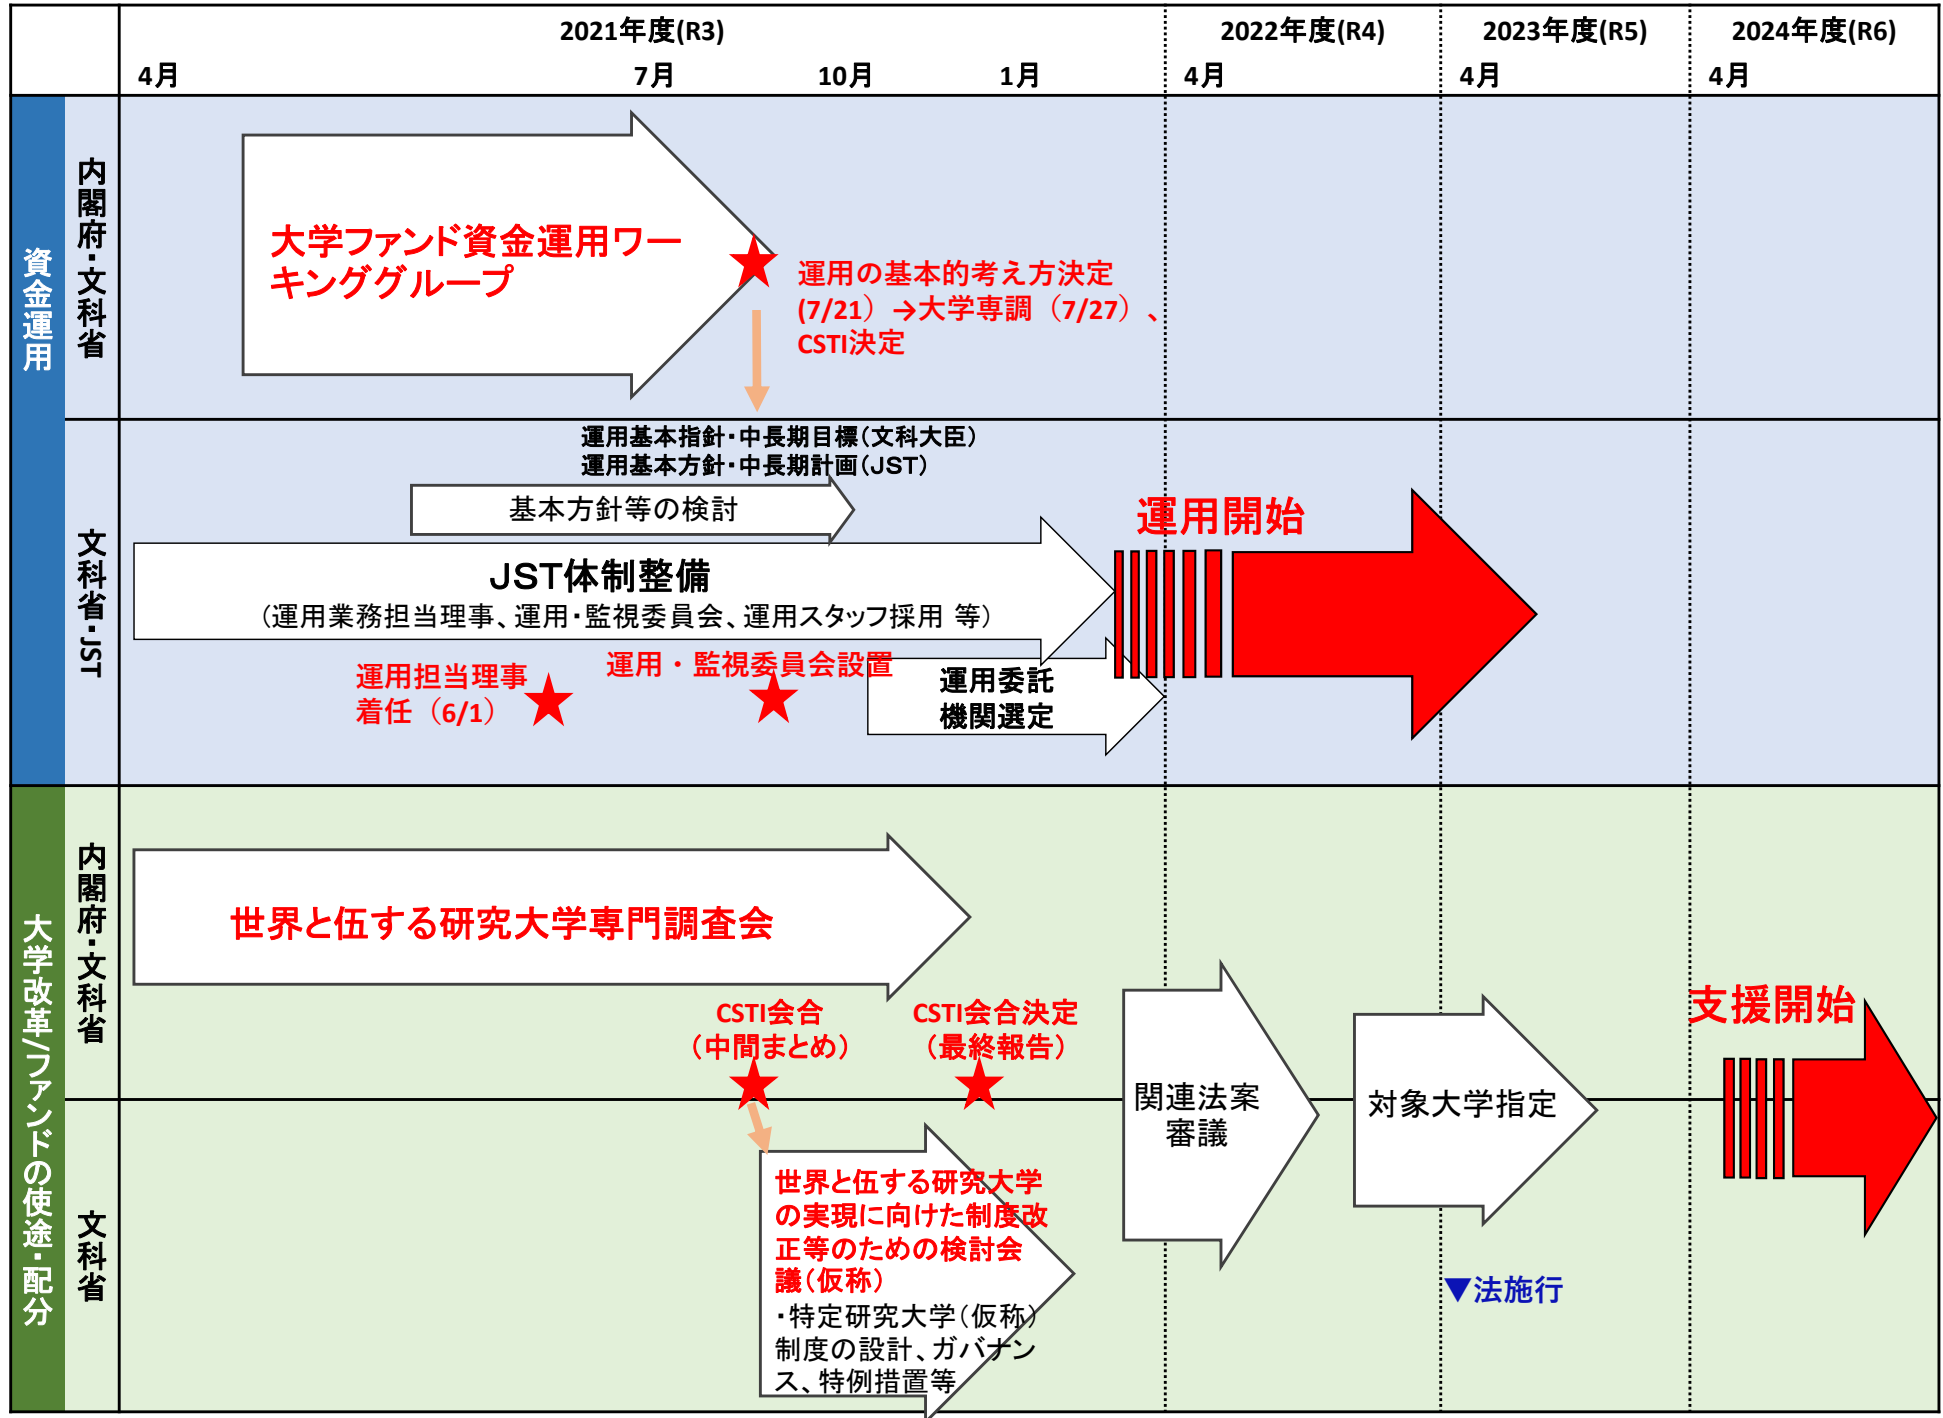 2021年度(R3)
2022年度(R4)
2023年度(R5)
2024年度(R6)
4月
7月
10月
1月
4月
4月
4月
資金運用
内閣府・文科省
大学ファンド資金運用ワー
キンググループ
運用の基本的考え方決定
(7/21）→大学専調（7/27）、
CSTI決定
文科省・JST
運用基本指針・中長期目標（文科大臣）
運用基本方針・中長期計画（JST）
基本方針等の検討
JST体制整備
（運用業務担当理事、運用・監視委員会、運用スタッフ採用 等）
運用開始
運用担当理事
着任（6/1）
運用・監視委員会設置
運用委託
機関選定
大学改革/ファンドの使途・配分
内閣府・文科省
世界と伍する研究大学専門調査会
CSTI会合
（中間まとめ）
CSTI会合決定
（最終報告）
関連法案
審議
対象大学指定
支援開始
文科省
世界と伍する研究大学
の実現に向けた制度改
正等のための検討会
議（仮称）
・特定研究大学（仮称）
制度の設計、ガバナン
ス、特例措置等
▼法施行